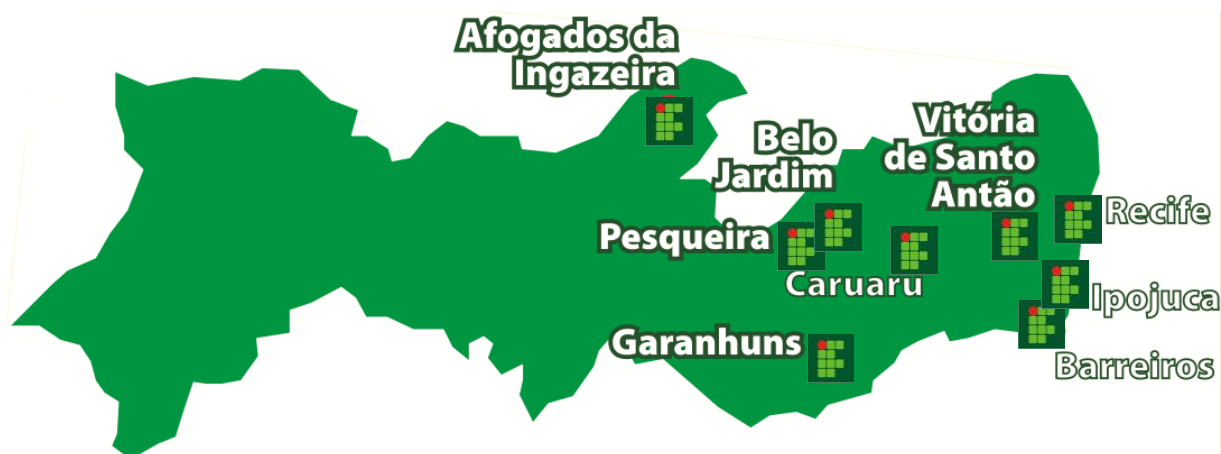 Afogados da
Ingazeira
Belo
Jardim
Vitória
de Santo
Antão
Recife
Pesqueira
Caruaru
Ipojuca
Garanhuns
Barreiros